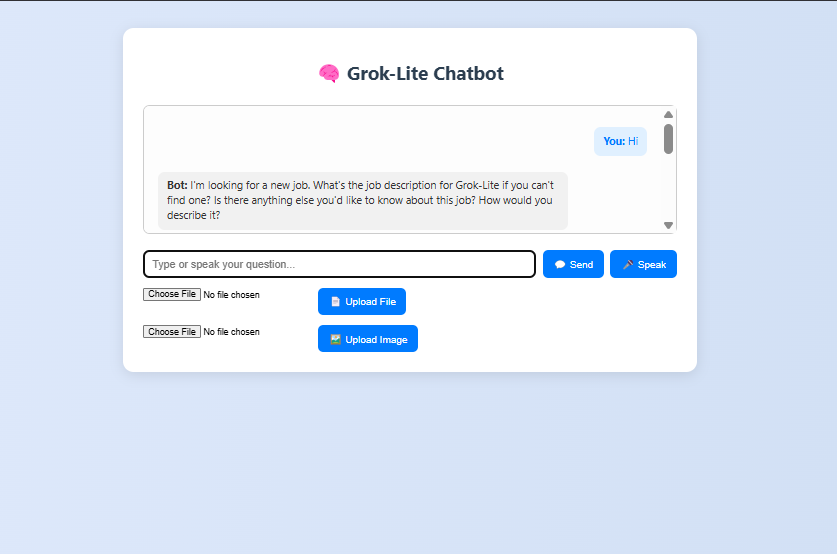 Grok-Lite Chatbot
You: Hi
Bot: I'm looking for a new job. What's the job description for Grok-Lite if you can't
find one? Is there anything else you'd like to know about this job? How would you
describe it?
Type or speak your question...
Send
Speak
Choose File No file chosen
Upload File
Choose File No file chosen
Upload Image